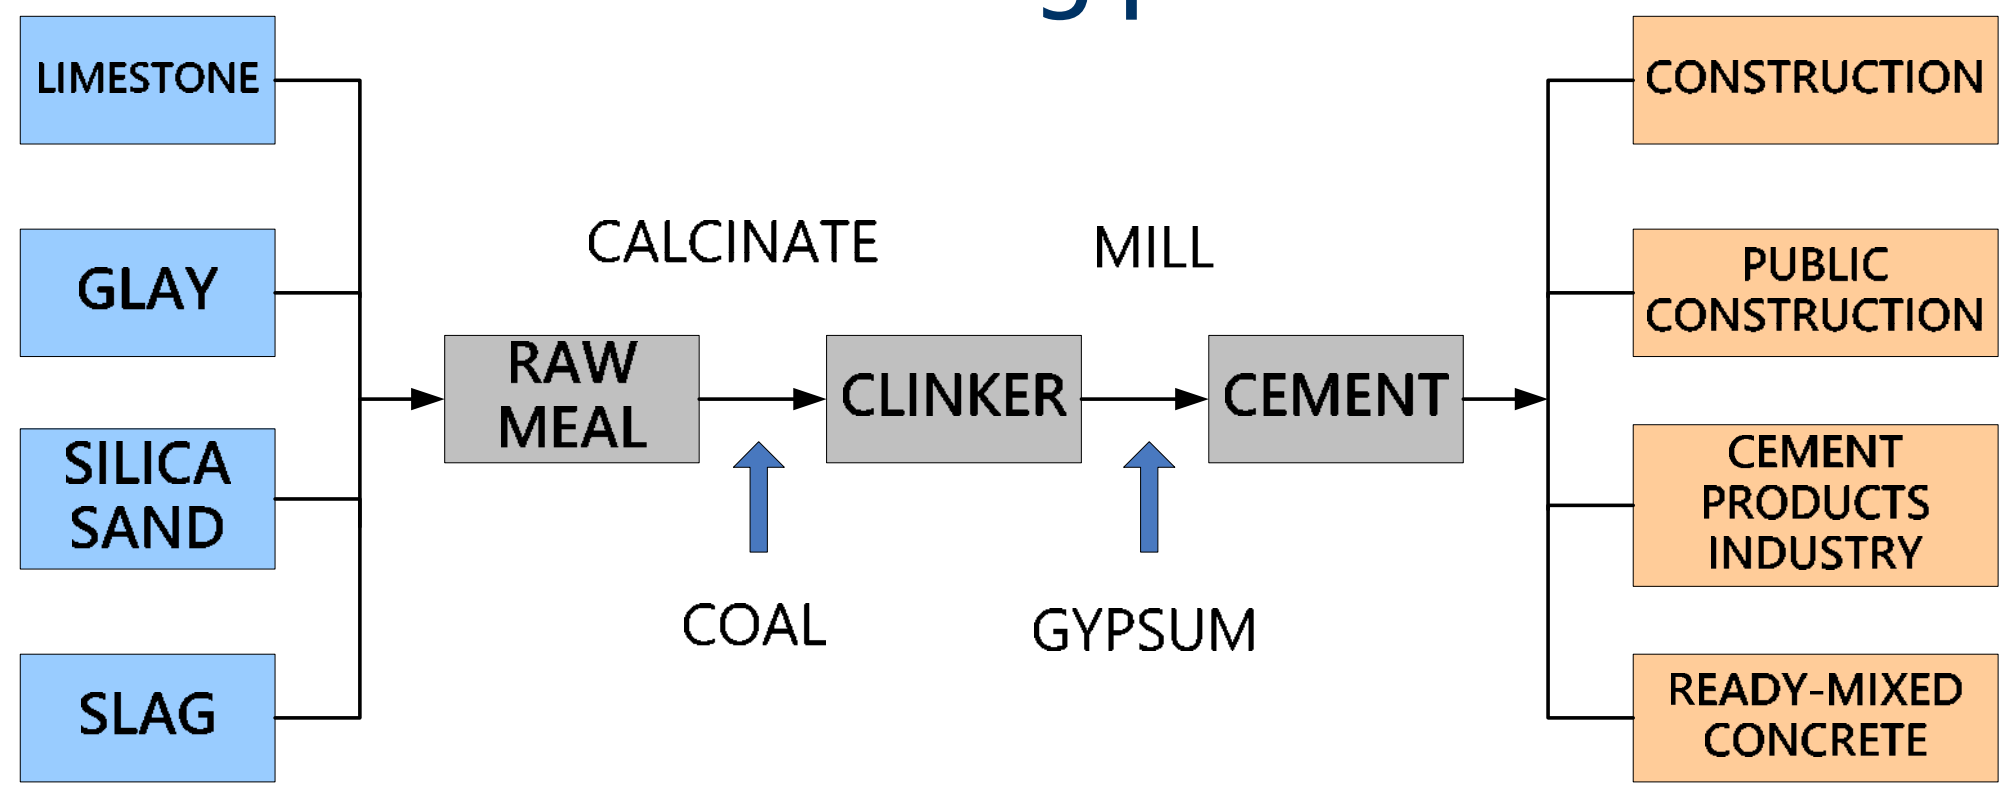 LIMESTONE
GLAY
SILICA
SAND
SLAG
CALCINATE
MILL
RAW
MEAL
CLINKER
CEMENT
COAL
GYPSUM
CONSTRUCTION
PUBLIC
CONSTRUCTION
CEMENT
PRODUCTS
INDUSTRY
READY-MIXED
CONCRETE